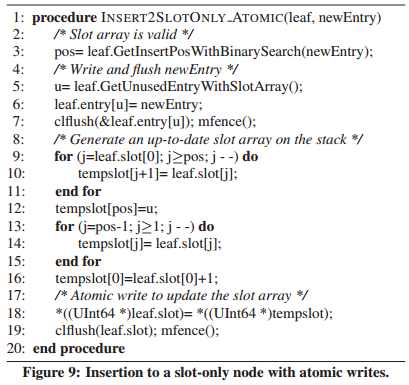 1: procedure INSERT2SLOTONLY_ATOMIC(leaf, newEntry)
2: /* Slot array is valid */
3: pos= leaf.GetInsertPosWithBinarySearch(newEntry);
4: /* Write and flush newEntry */
5: u= leaf.GetUnusedEntryWithSlotArray();
6: leaf.entry[u]= newEntry;
7: clflush(&leaf.entry[u]); mfence();
8: /* Generate an up-to-date slot array on the stack */
9: for (j=leaf.slot[0]; j≥pos; j - -) do
10: tempslot[j+1]= leaf.slot[j];
11: end for
12: tempslot[pos]=u;
13: for (j=pos-1; j≥1; j - -) do
14: tempslot[j]= leaf.slot[j];
15: end for
16: tempslot[0]=leaf.slot[0]+1;
17: /* Atomic write to update the slot array */
18: *((UInt64 *)leaf.slot)= *((UInt64 *)tempslot);
19: clflush(leaf.slot); mfence();
20: end procedure
Figure 9: Insertion to a slot-only node with atomic writes.